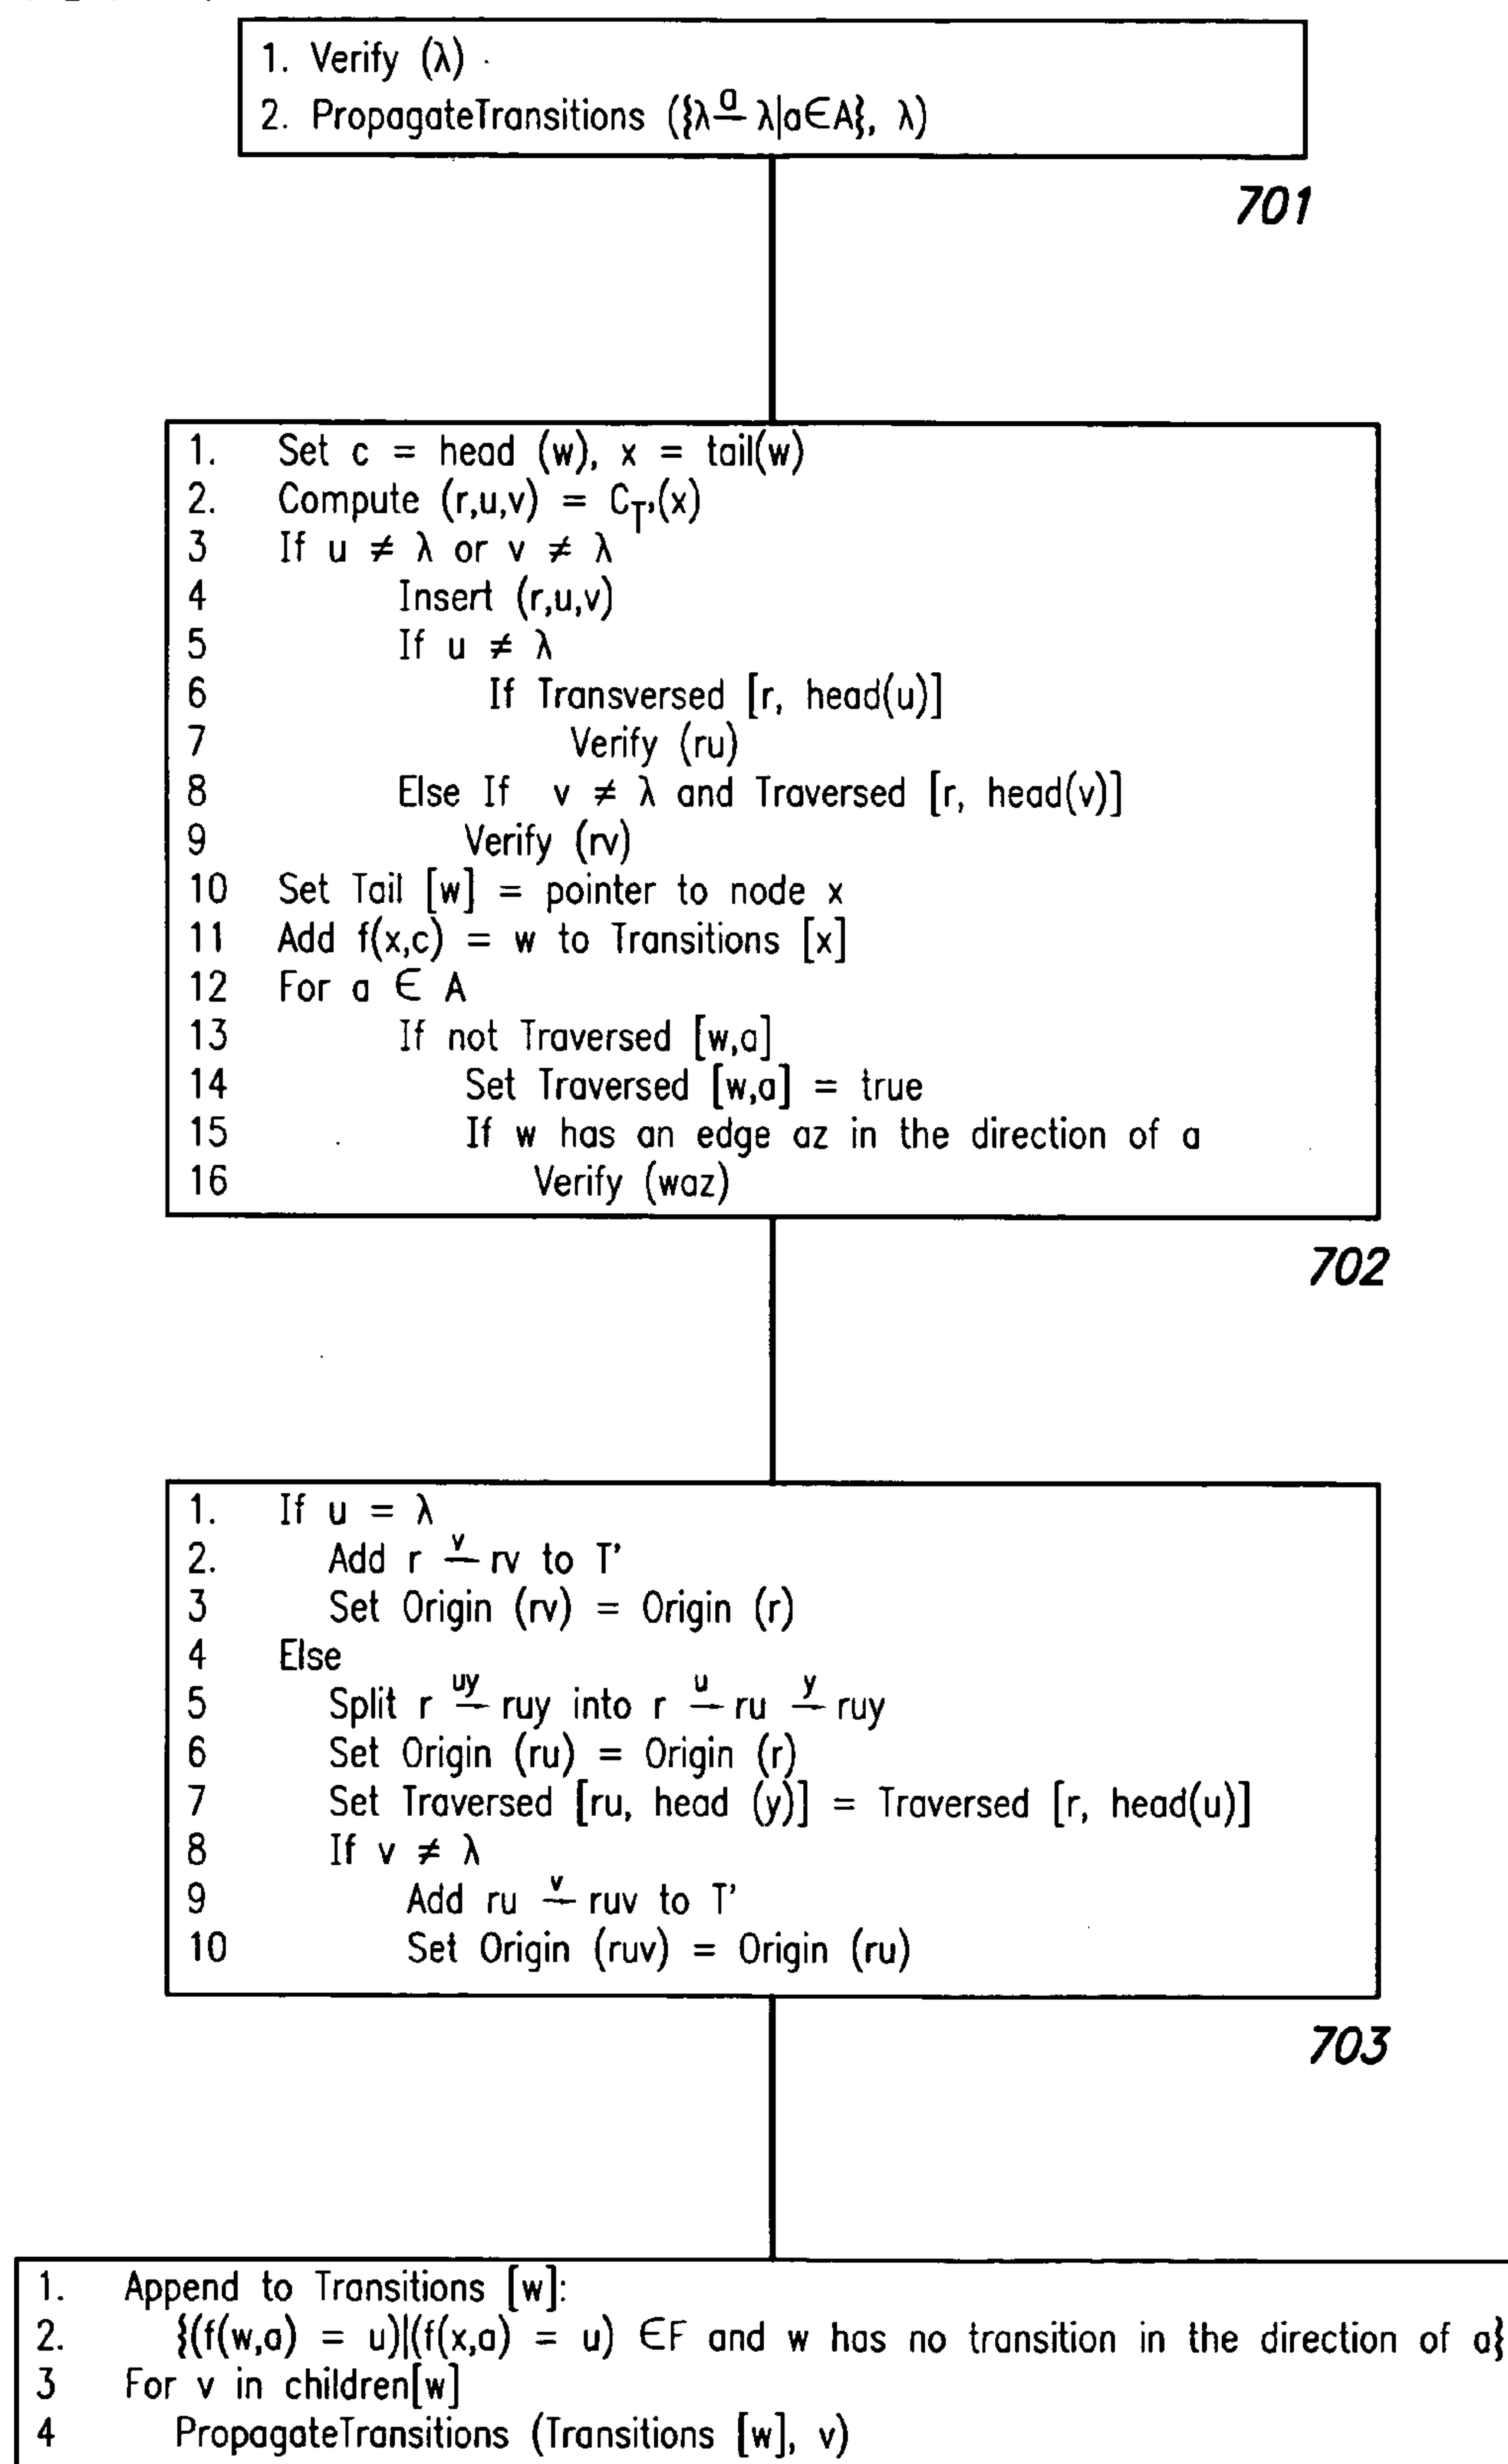 1. Verify (λ)
2. PropagateTransitions ({λ a λ|a∈A}, λ)
701
1. Set c = head (w), x = tail(w)
2. Compute (r,u,v) = C_T'(x)
3 If u ≠ λ or v ≠ λ
4 Insert (r,u,v)
5 If u ≠ λ
6 If Transversed [r, head(u)]
7 Verify (ru)
8 Else If v ≠ λ and Traversed [r, head(v)]
9 Verify (rv)
10 Set Tail [w] = pointer to node x
11 Add f(x,c) = w to Transitions [x]
12 For a ∈ A
13 If not Traversed [w,a]
14 Set Traversed [w,a] = true
15 If w has an edge az in the direction of a
16 Verify (waz)
702
1. If u = λ
2. Add r v rv to T'
3 Set Origin (rv) = Origin (r)
4 Else
5 Split r uy ruy into r u ru y ruy
6 Set Origin (ru) = Origin (r)
7 Set Traversed [ru, head (y)] = Traversed [r, head(u)]
8 If v ≠ λ
9 Add ru v ruv to T'
10 Set Origin (ruv) = Origin (ru)
703
1. Append to Transitions [w]:
2. {(f(w,a) = u)|(f(x,a) = u) ∈F and w has no transition in the direction of a}
3 For v in children[w]
4 PropagateTransitions (Transitions [w], v)